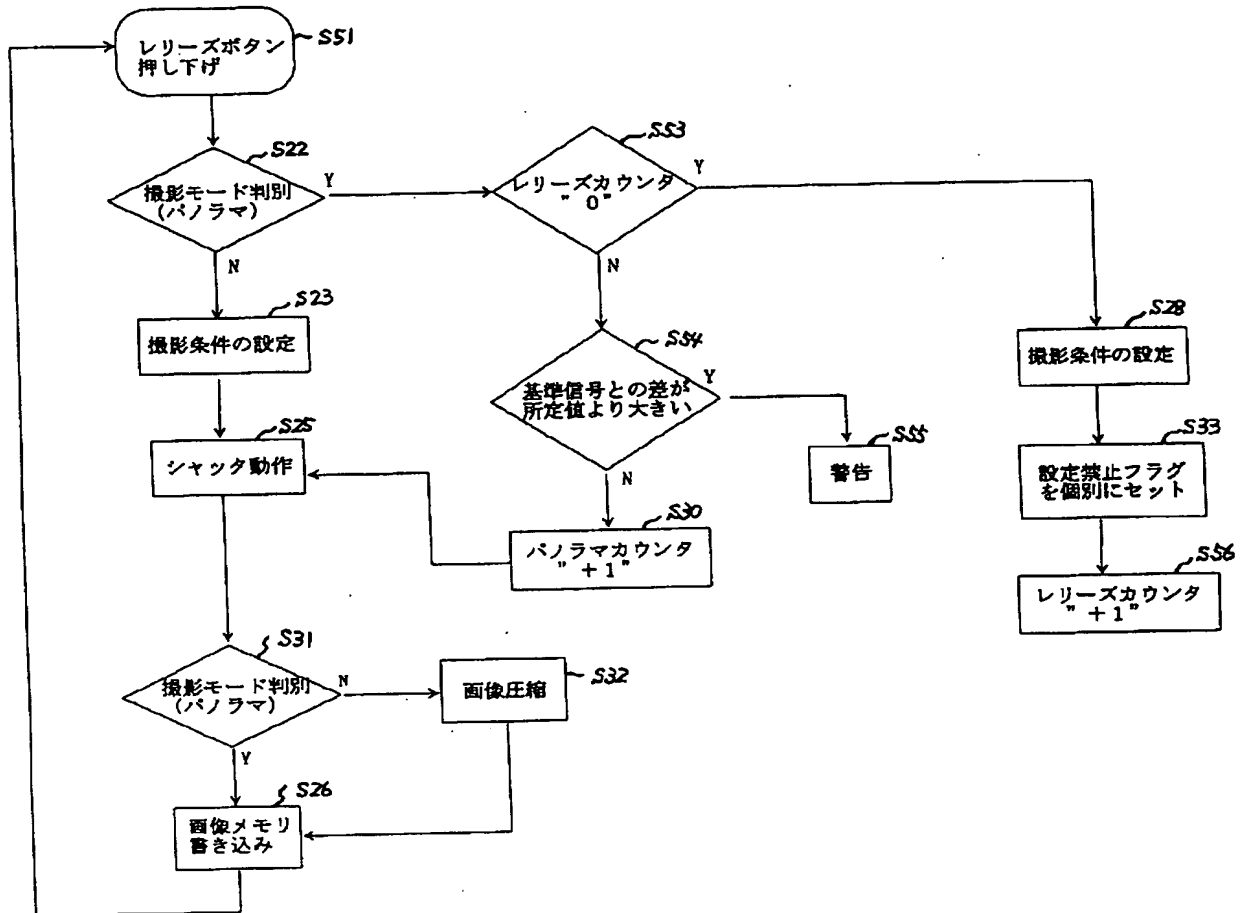 S51
レリーズボタン
押し下げ
S22
撮影モード判別
(パノラマ)
Y
N
S53
レリーズカウンタ
"0"
Y
N
S23
撮影条件の設定
S54
基準信号との差が
所定値より大きい
Y
N
S28
撮影条件の設定
S25
シャッタ動作
S55
警告
S33
設定禁止フラグ
を個別にセット
S30
パノラマカウンタ
"+1"
S56
レリーズカウンタ
"+1"
S31
撮影モード判別
(パノラマ)
N
Y
S32
画像圧縮
S26
画像メモリ
書き込み